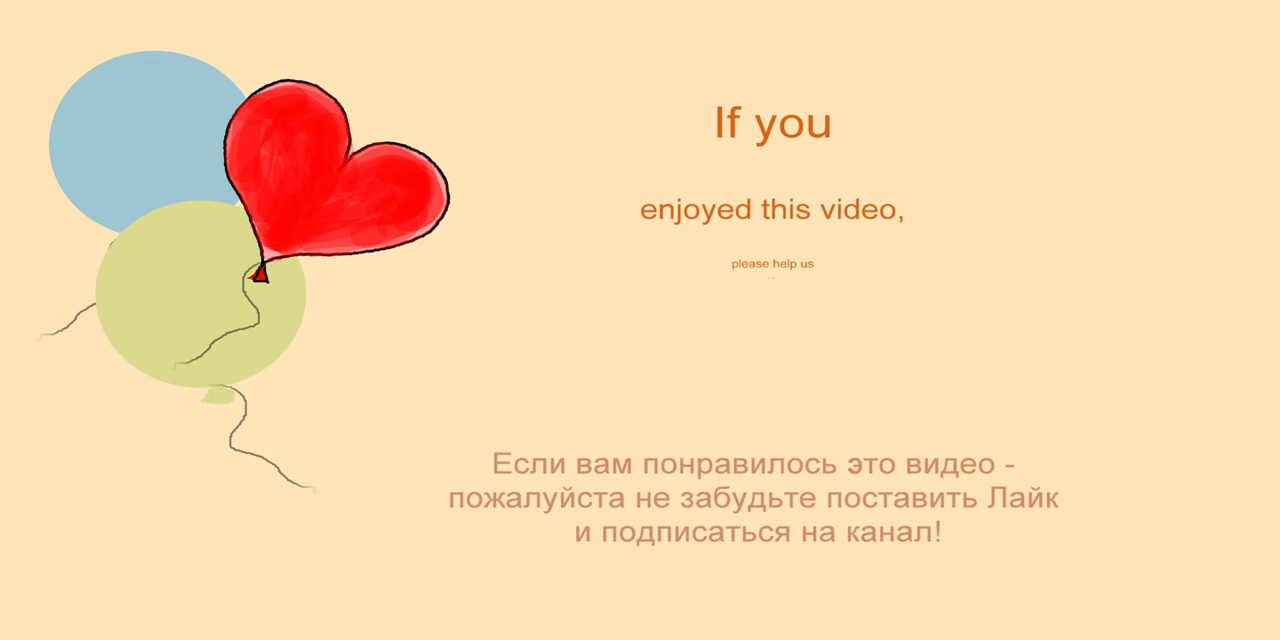 If you
enjoyed this video,
please help us
Если вам понравилось это видео -
пожалуйста не забудьте поставить Лайк
и подписаться на канал!